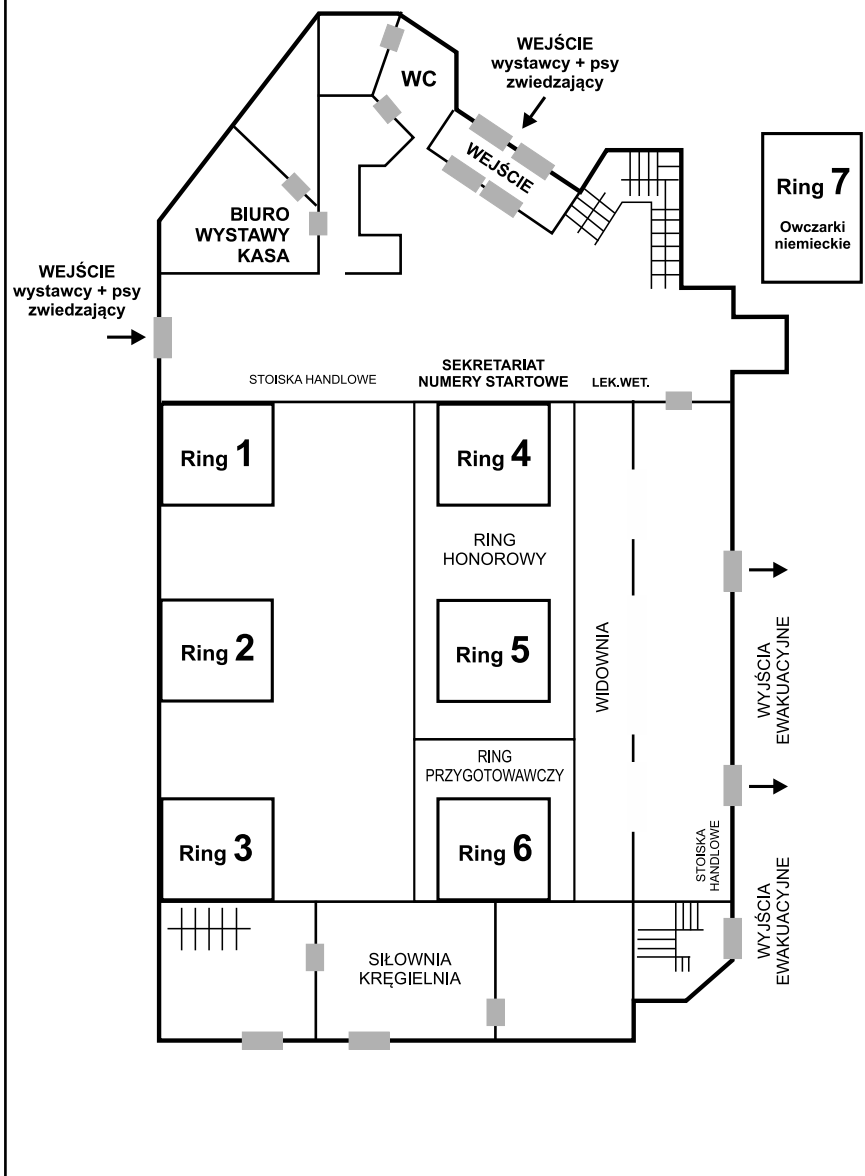 WEJŚCIE
wystawcy + psy
zwiedzający
WC
WEJŚCIE
Ring 7
Owczarki
niemieckie
BIURO
WYSTAWY
KASA
WEJŚCIE
wystawcy + psy
zwiedzający
STOISKA HANDLOWE
SEKRETARIAT
NUMERY STARTOWE
LEK.WET.
Ring 1
Ring 4
RING
HONOROWY
Ring 2
Ring 5
WIDOWNIA
WYJŚCIA
EWAKUACYJNE
RING
PRZYGOTOWAWCZY
Ring 3
Ring 6
STOISKA
HANDLOWE
WYJŚCIA
EWAKUACYJNE
SIŁOWNIA
KRĘGIELNIA